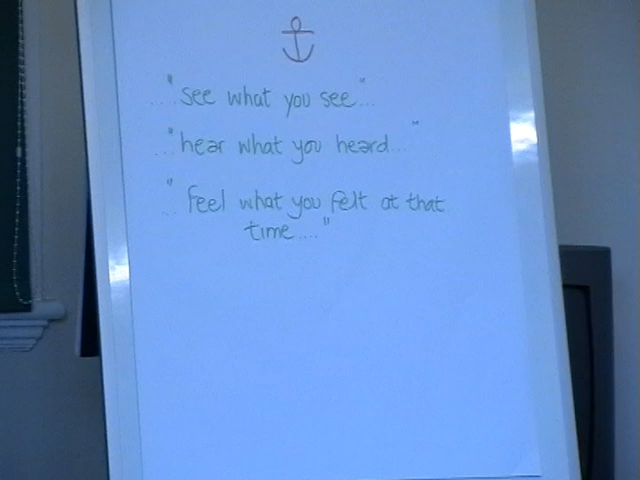 ..."see what you see"...
..."hear what you heard..."
..."feel what you felt at that
time...."